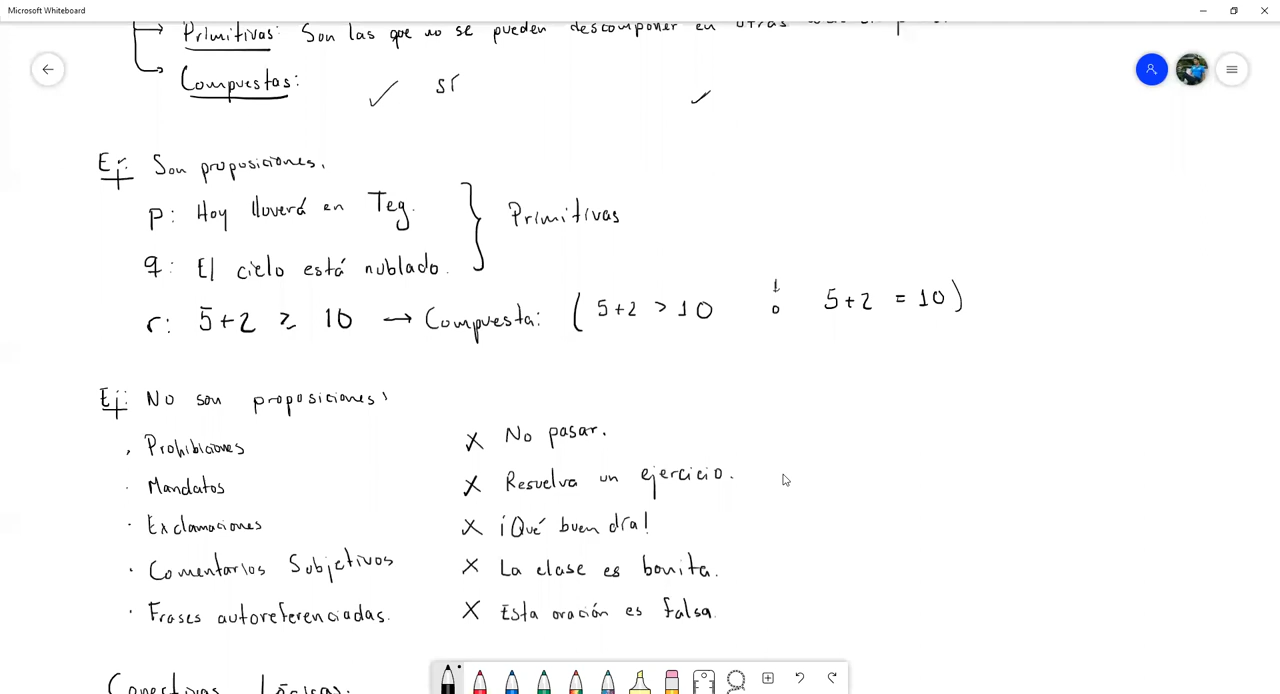 Microsoft Whiteboard
Primitivas: Son las que no se pueden descomponer en otras
Compuestas: sí
Ej: Son proposiciones.
p: Hoy lloverá en Teg.
q: El cielo está nublado.
Primitivas
r: 5+2 ≥ 10 → Compuesta: (5+2 > 10 ó 5+2 = 10)
Ej: No son proposiciones:
· Prohibiciones X No pasar.
· Mandatos X Resuelva un ejercicio.
· Exclamaciones X ¡Qué buen día!
· Comentarios Subjetivos X La clase es bonita.
· Frases autoreferenciadas. X Esta oración es falsa.
Conectivas Lógicas: